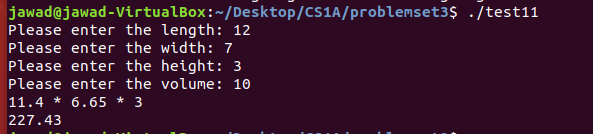 jawad@jawad-VirtualBox:~/Desktop/CS1A/problemset3$ ./test11
Please enter the length: 12
Please enter the width: 7
Please enter the height: 3
Please enter the volume: 10
11.4 * 6.65 * 3
227.43